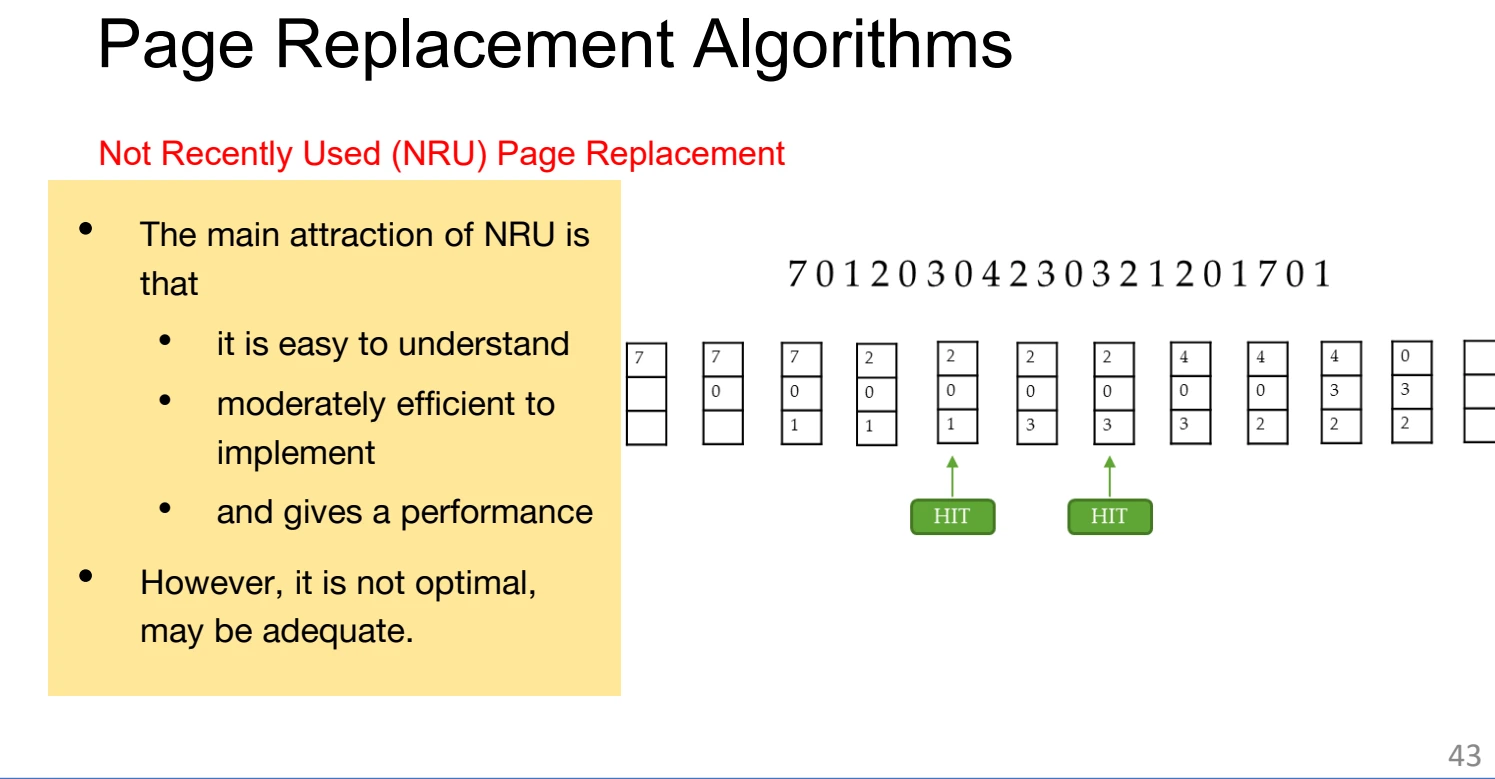 Page Replacement Algorithms
Not Recently Used (NRU) Page Replacement
• The main attraction of NRU is
that
• it is easy to understand
• moderately efficient to
implement
• and gives a performance
• However, it is not optimal,
may be adequate.
7 0 1 2 0 3 0 4 2 3 0 3 2 1 2 0 1 7 0 1
7 7 7 2 2 2 2 4 4 4 0
0 0 0 0 0 0 0 0 3 3
1 1 1 3 3 3 2 2 2
HIT HIT
43